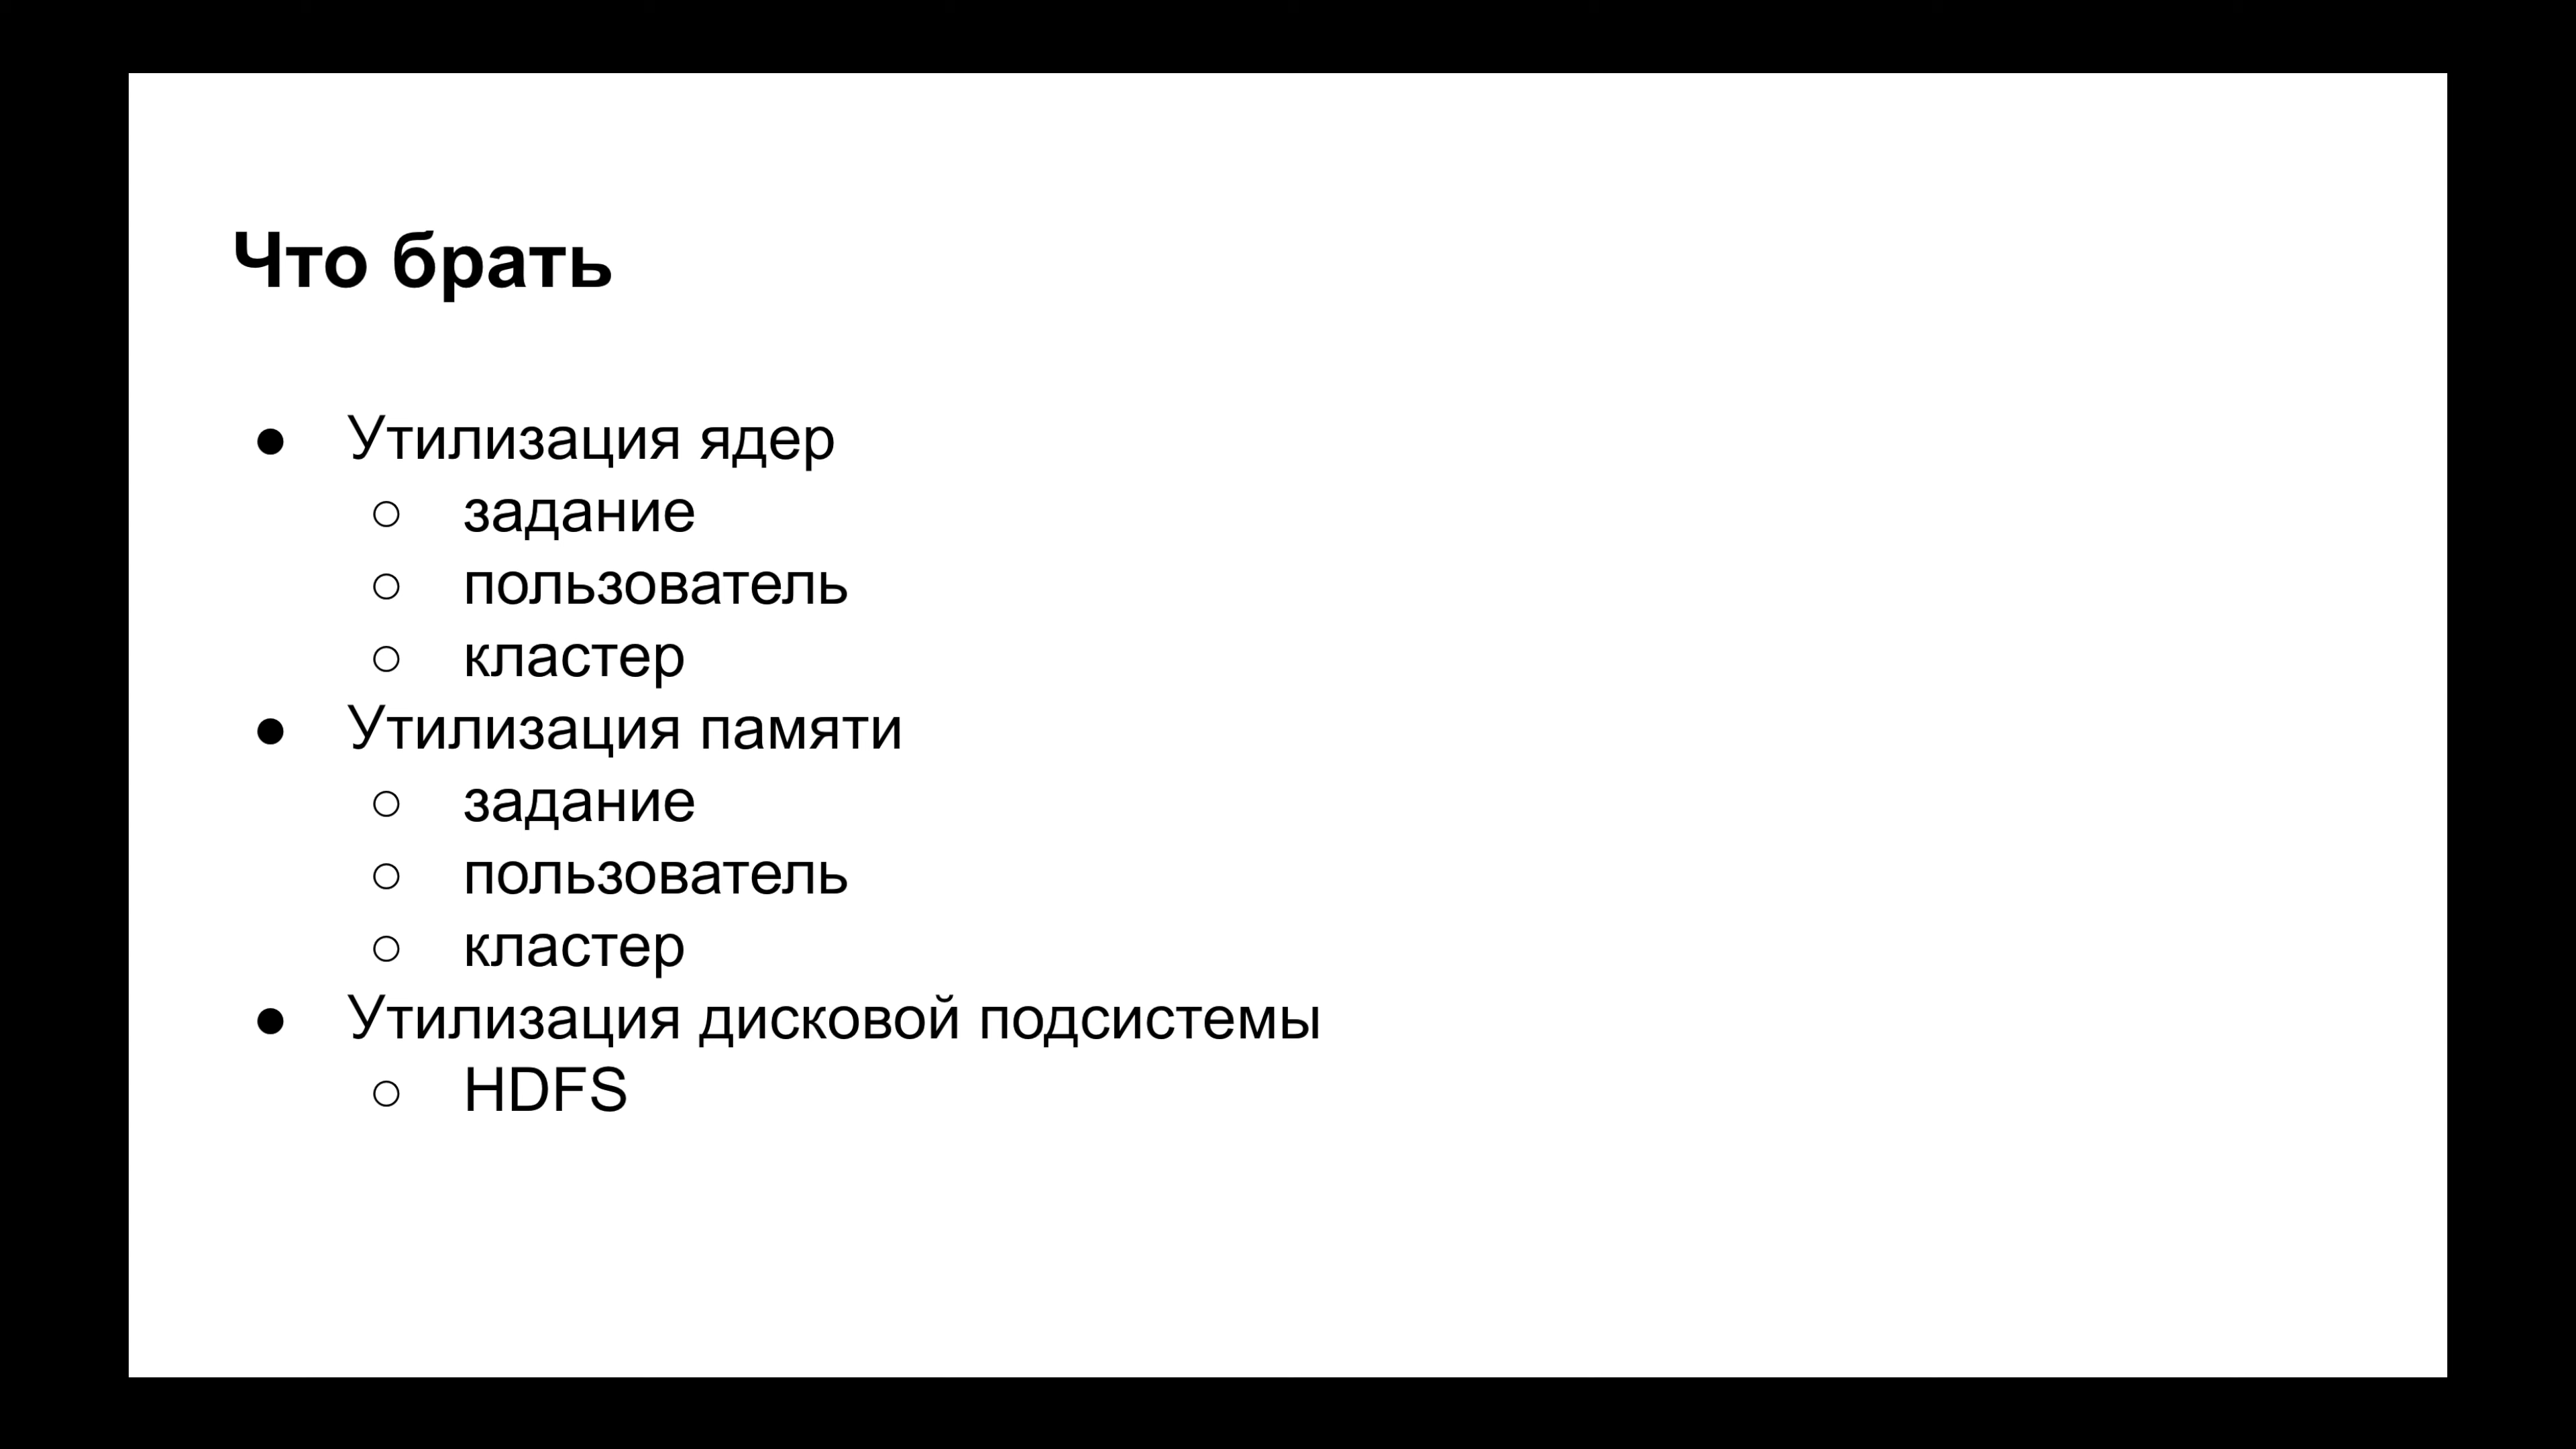 Что брать
● Утилизация ядер
○ задание
○ пользователь
○ кластер
● Утилизация памяти
○ задание
○ пользователь
○ кластер
● Утилизация дисковой подсистемы
○ HDFS